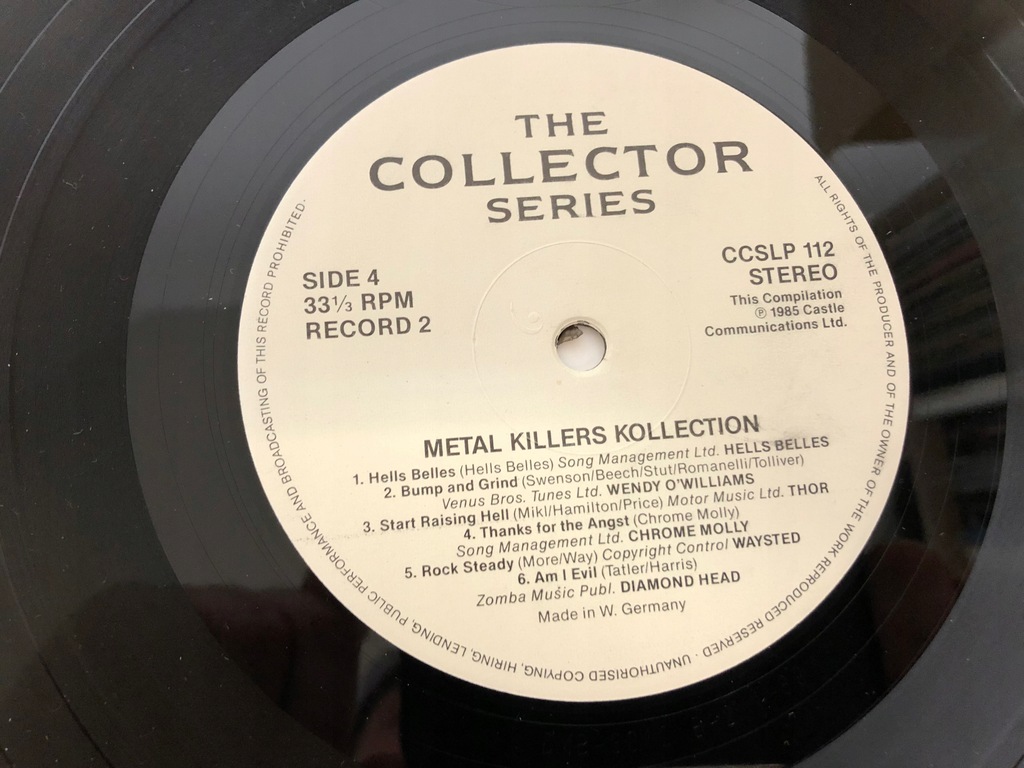 THE
COLLECTOR
SERIES
SIDE 4
33⅓ RPM
RECORD 2
CCSLP 112
STEREO
This Compilation
℗ 1985 Castle
Communications Ltd.
METAL KILLERS KOLLECTION
1. Hells Belles (Hells Belles) Song Management Ltd. HELLS BELLES
2. Bump and Grind (Swenson/Beech/Stut/Romanelli/Tolliver)
Venus Bros. Tunes Ltd. WENDY O'WILLIAMS
3. Start Raising Hell (Mikl/Hamilton/Price) Motor Music Ltd. THOR
4. Thanks for the Angst (Chrome Molly)
Song Management Ltd. CHROME MOLLY
5. Rock Steady (More/Way) Copyright Control WAYSTED
6. Am I Evil (Tatler/Harris)
Zomba Music Publ. DIAMOND HEAD
Made in W. Germany
ALL RIGHTS OF THE PRODUCER AND OF THE OWNER OF THE WORK REPRODUCED RESERVED · UNAUTHORISED COPYING, HIRING, LENDING, PUBLIC PERFORMANCE AND BROADCASTING OF THIS RECORD PROHIBITED·